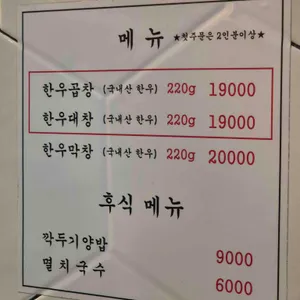 메뉴 ★첫주문은 2인분이상★
한우곱창 (국내산 한우) 220g 19000
한우대창 (국내산 한우) 220g 19000
한우막창 (국내산 한우) 220g 20000
후식 메뉴
깍두기양밥 9000
멸치국수 6000